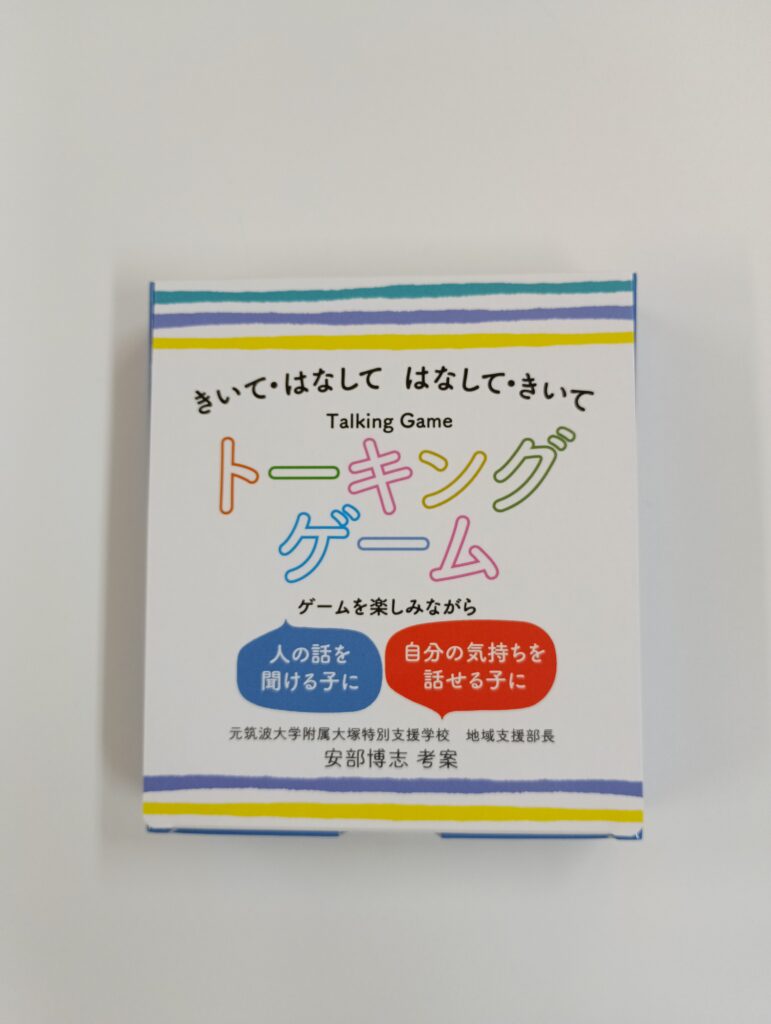 きいて・はなして はなして・きいて
Talking Game
トーキング
ゲーム
ゲームを楽しみながら
人の話を
聞ける子に
自分の気持ちを
話せる子に
元筑波大学附属大塚特別支援学校 地域支援部長
安部博志 考案